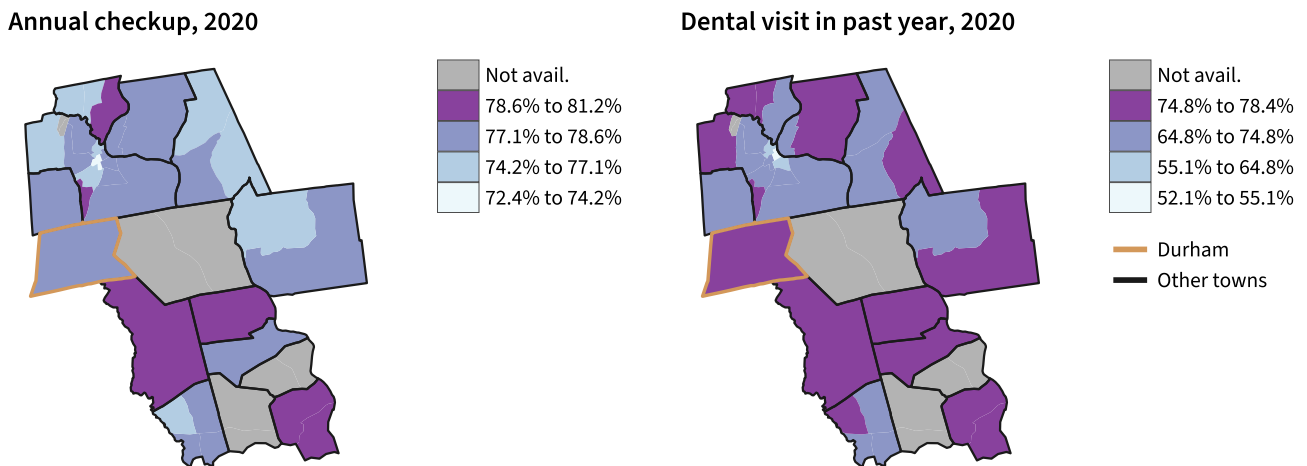 Annual checkup, 2020
Not avail.
78.6% to 81.2%
77.1% to 78.6%
74.2% to 77.1%
72.4% to 74.2%
Dental visit in past year, 2020
Not avail.
74.8% to 78.4%
64.8% to 74.8%
55.1% to 64.8%
52.1% to 55.1%
Durham
Other towns